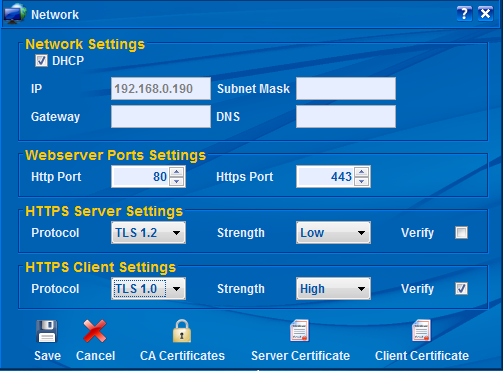 Network
Network Settings
DHCP
IP 192.168.0.190 Subnet Mask
Gateway DNS
Webserver Ports Settings
Http Port 80 Https Port 443
HTTPS Server Settings
Protocol TLS 1.2 Strength Low Verify
HTTPS Client Settings
Protocol TLS 1.0 Strength High Verify
Save Cancel CA Certificates Server Certificate Client Certificate